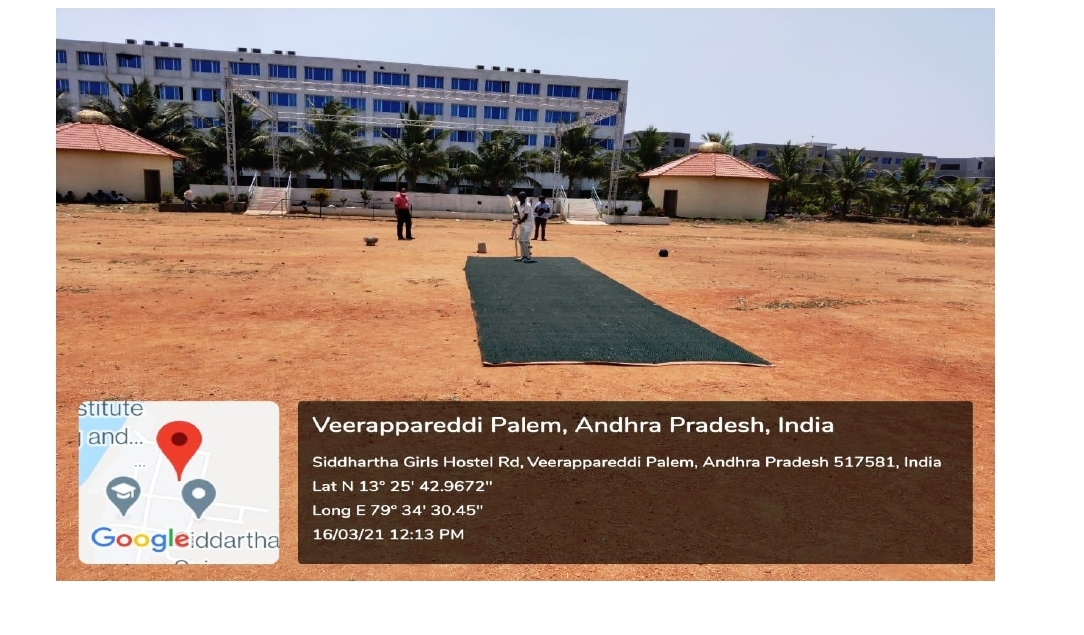 stitute
and...
...
Google
iddartha
Veerappareddi Palem, Andhra Pradesh, India
Siddhartha Girls Hostel Rd, Veerappareddi Palem, Andhra Pradesh 517581, India
Lat N 13° 25' 42.9672''
Long E 79° 34' 30.45''
16/03/21 12:13 PM